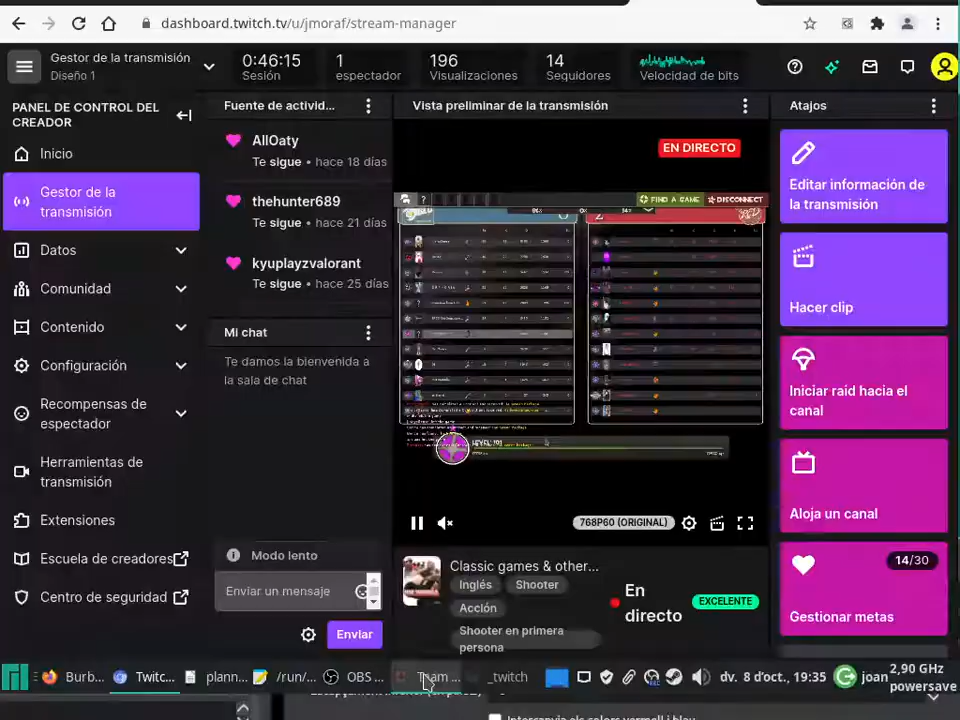 dashboard.twitch.tv/u/jmoraf/stream-manager
Gestor de la transmisión
Diseño 1
0:46:15
Sesión
1
espectador
196
Visualizaciones
14
Seguidores
Velocidad de bits
PANEL DE CONTROL DEL
CREADOR
Inicio
Gestor de la
transmisión
Datos
Comunidad
Contenido
Configuración
Recompensas de
espectador
Herramientas de
transmisión
Extensiones
Escuela de creadores
Centro de seguridad
Fuente de activid...
AllOaty
Te sigue • hace 18 días
thehunter689
Te sigue • hace 21 días
kyuplayzvalorant
Te sigue • hace 25 días
Mi chat
Te damos la bienvenida a
la sala de chat
Modo lento
Enviar un mensaje
Enviar
Vista preliminar de la transmisión
EN DIRECTO
FIND A GAME
DISCONNECT
768P60 (ORIGINAL)
Classic games & other...
Inglés
Shooter
Acción
Shooter en primera
persona
En
directo
EXCELENTE
Atajos
Editar información de
la transmisión
Hacer clip
Iniciar raid hacia el
canal
Aloja un canal
14/30
Gestionar metas
Burb...
Twitc...
plann...
/run/...
OBS ...
Team ...
_twitch
dv. 8 d'oct., 19:35
joan
2,90 GHz
powersave